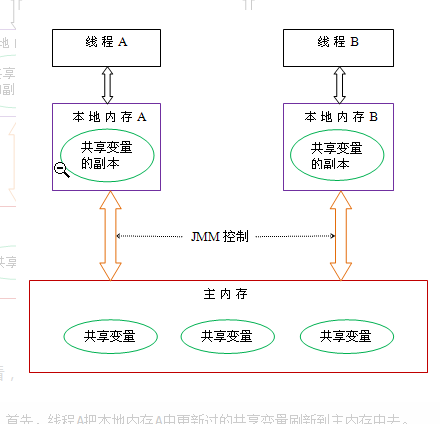 线程 A
线程 B
本地内存 A
本地内存 B
共享变量
的副本
共享变量
的副本
JMM 控制
主内存
共享变量
共享变量
共享变量
首先，线程A把本地内存A中更新过的共享变量刷新到主内存中去。